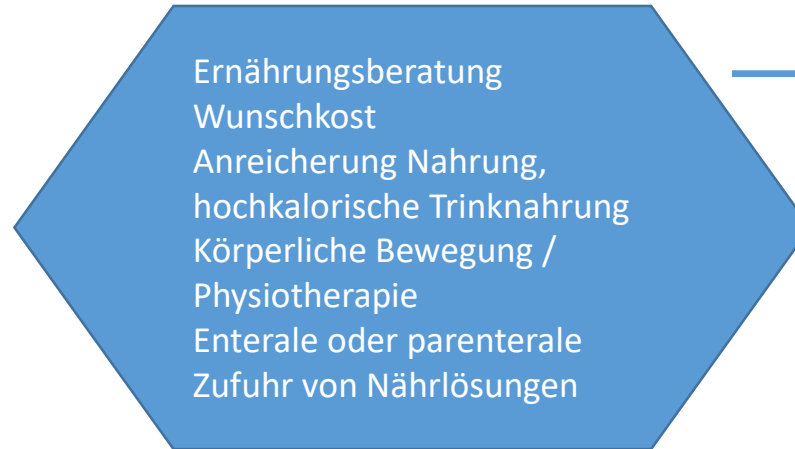 Ernährungsberatung
Wunschkost
Anreicherung Nahrung,
hochkalorische Trinknahrung
Körperliche Bewegung /
Physiotherapie
Enterale oder parenterale
Zufuhr von Nährlösungen